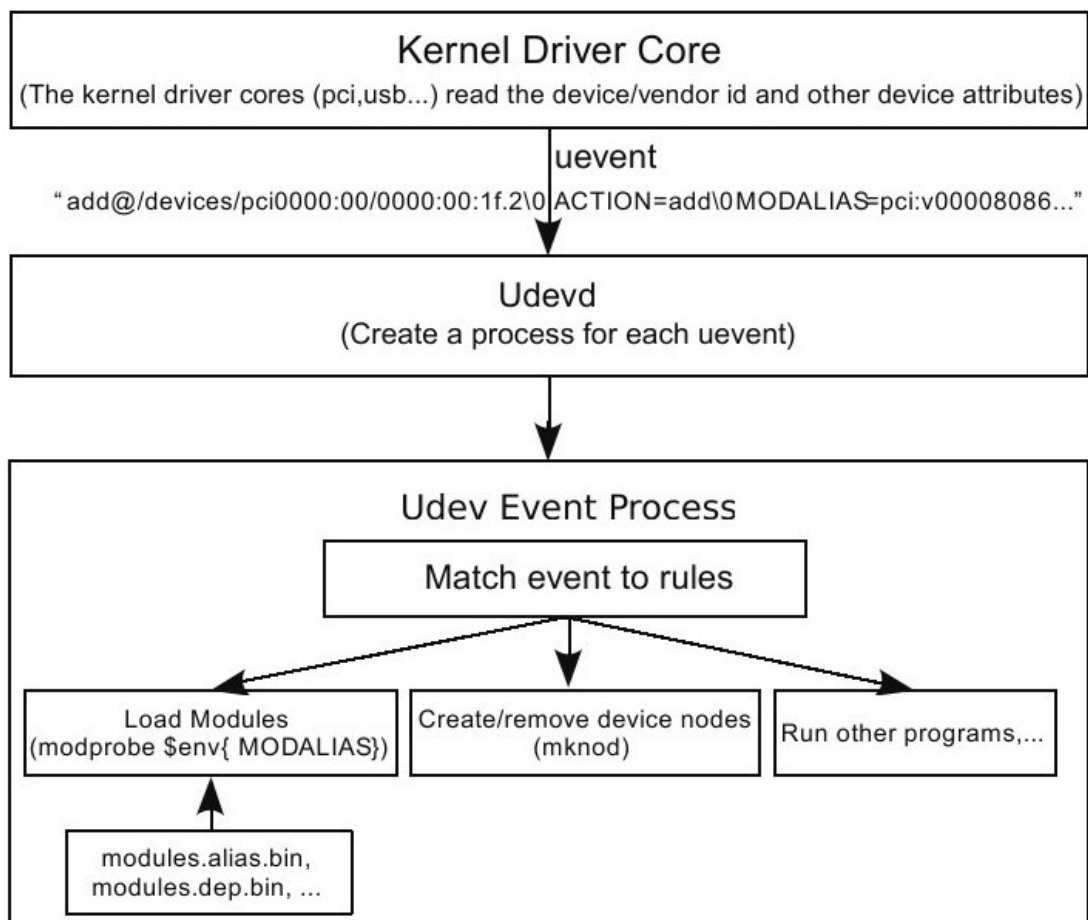 Kernel Driver Core
(The kernel driver cores (pci,usb...) read the device/vendor id and other device attributes)
uevent
“add@/devices/pci0000:00/0000:00:1f.2\0 ACTION=add\0MODALIAS=pci:v00008086...”
Udevd
(Create a process for each uevent)
Udev Event Process
Match event to rules
Load Modules
(modprobe $env{ MODALIAS})
Create/remove device nodes
(mknod)
Run other programs,...
modules.alias.bin,
modules.dep.bin, ...